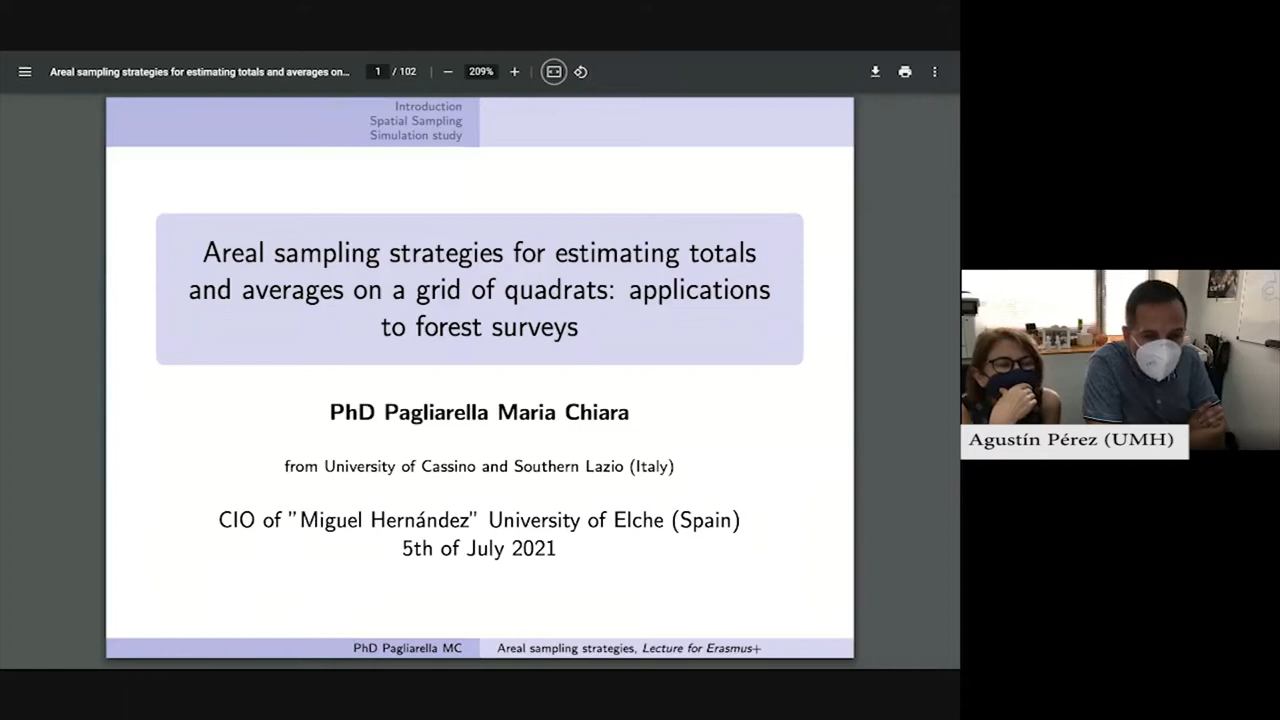 Areal sampling strategies for estimating totals and averages on...
1 / 102
209%
Introduction
Spatial Sampling
Simulation study
Areal sampling strategies for estimating totals
and averages on a grid of quadrats: applications
to forest surveys
PhD Pagliarella Maria Chiara
from University of Cassino and Southern Lazio (Italy)
CIO of "Miguel Hernández" University of Elche (Spain)
5th of July 2021
PhD Pagliarella MC
Areal sampling strategies, Lecture for Erasmus+
Agustín Pérez (UMH)